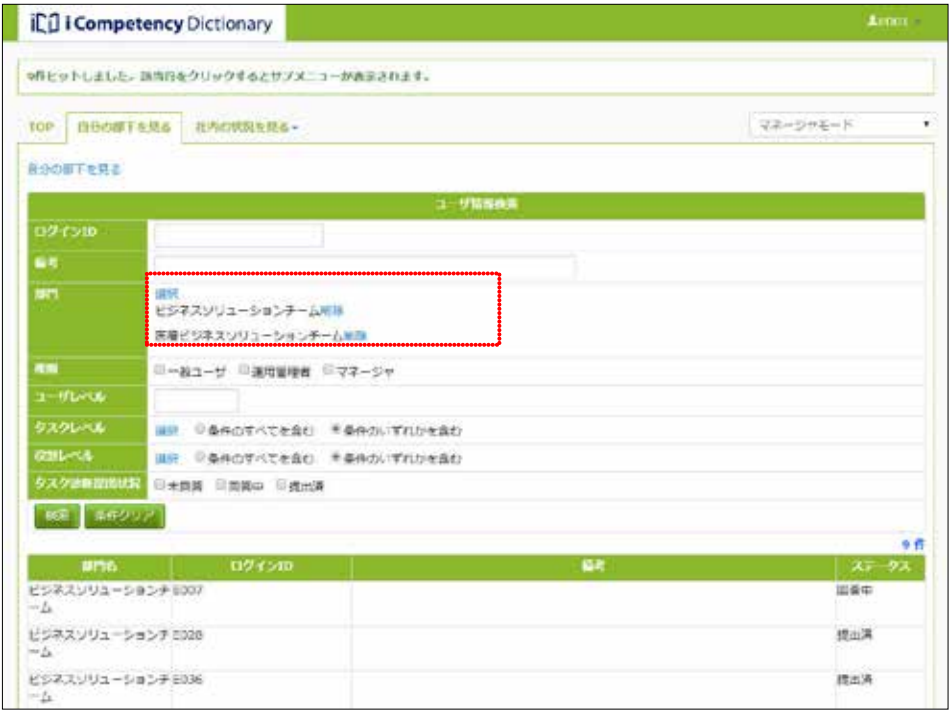 iCD i Competency Dictionary
9件ヒットしました。該当行をクリックするとサブメニューが表示されます。
TOP 自分の部下を見る 社内の状況を見る
マネージャモード
自分の部下を見る
ユーザ情報検索
ログインID
備考
部門 選択
ビジネスソリューションチーム削除
医療ビジネスソリューションチーム削除
権限 一般ユーザ 運用管理者 マネージャ
ユーザレベル
タスクレベル 選択 条件のすべてを含む 条件のいずれかを含む
役割レベル 選択 条件のすべてを含む 条件のいずれかを含む
タスク診断提出状況 未回答 回答中 提出済
検索 条件クリア
9 件
部門名 ログインID 備考 ステータス
ビジネスソリューションチーム E007 回答中
ビジネスソリューションチーム E028 提出済
ビジネスソリューションチーム E036 提出済